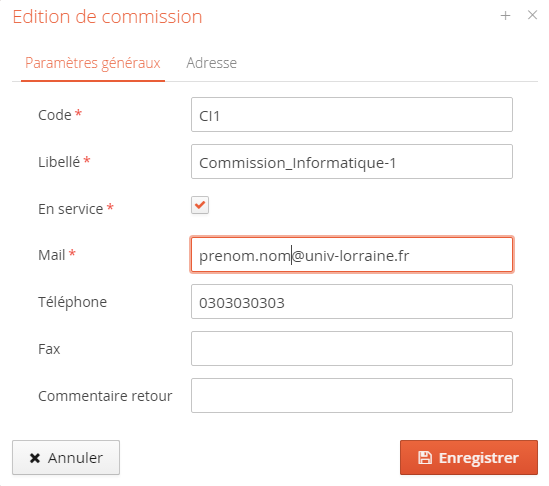 Edition de commission
Paramètres généraux Adresse
Code * CI1
Libellé * Commission_Informatique-1
En service *
Mail * prenom.nom@univ-lorraine.fr
Téléphone 0303030303
Fax
Commentaire retour
Annuler Enregistrer